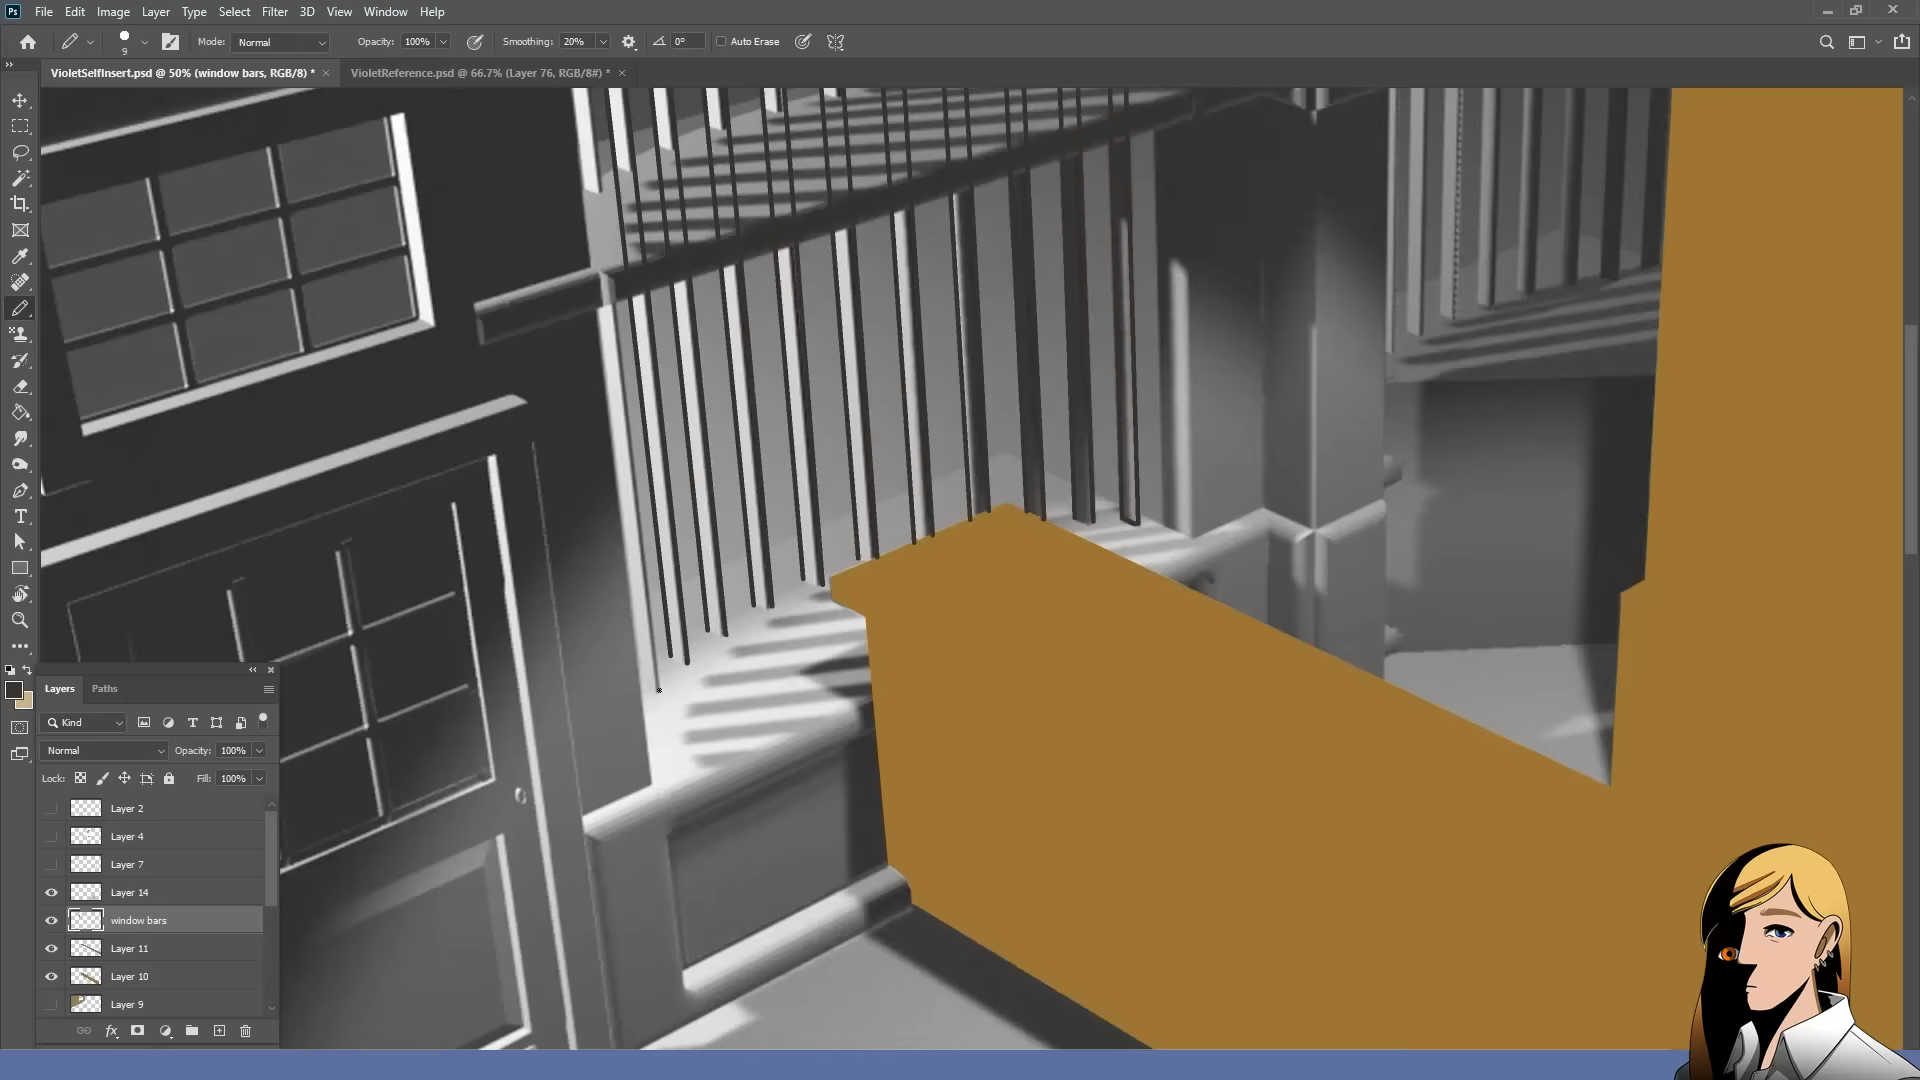 Ps File Edit Image Layer Type Select Filter 3D View Window Help
9 Mode: Normal Opacity: 100% Smoothing: 20% 0° Auto Erase
VioletSelfInsert.psd @ 50% (window bars, RGB/8) * VioletReference.psd @ 66.7% (Layer 76, RGB/8#) *
Layers Paths
Kind
Normal Opacity: 100%
Lock: Fill: 100%
Layer 2
Layer 4
Layer 7
Layer 14
window bars
Layer 11
Layer 10
Layer 9
fx